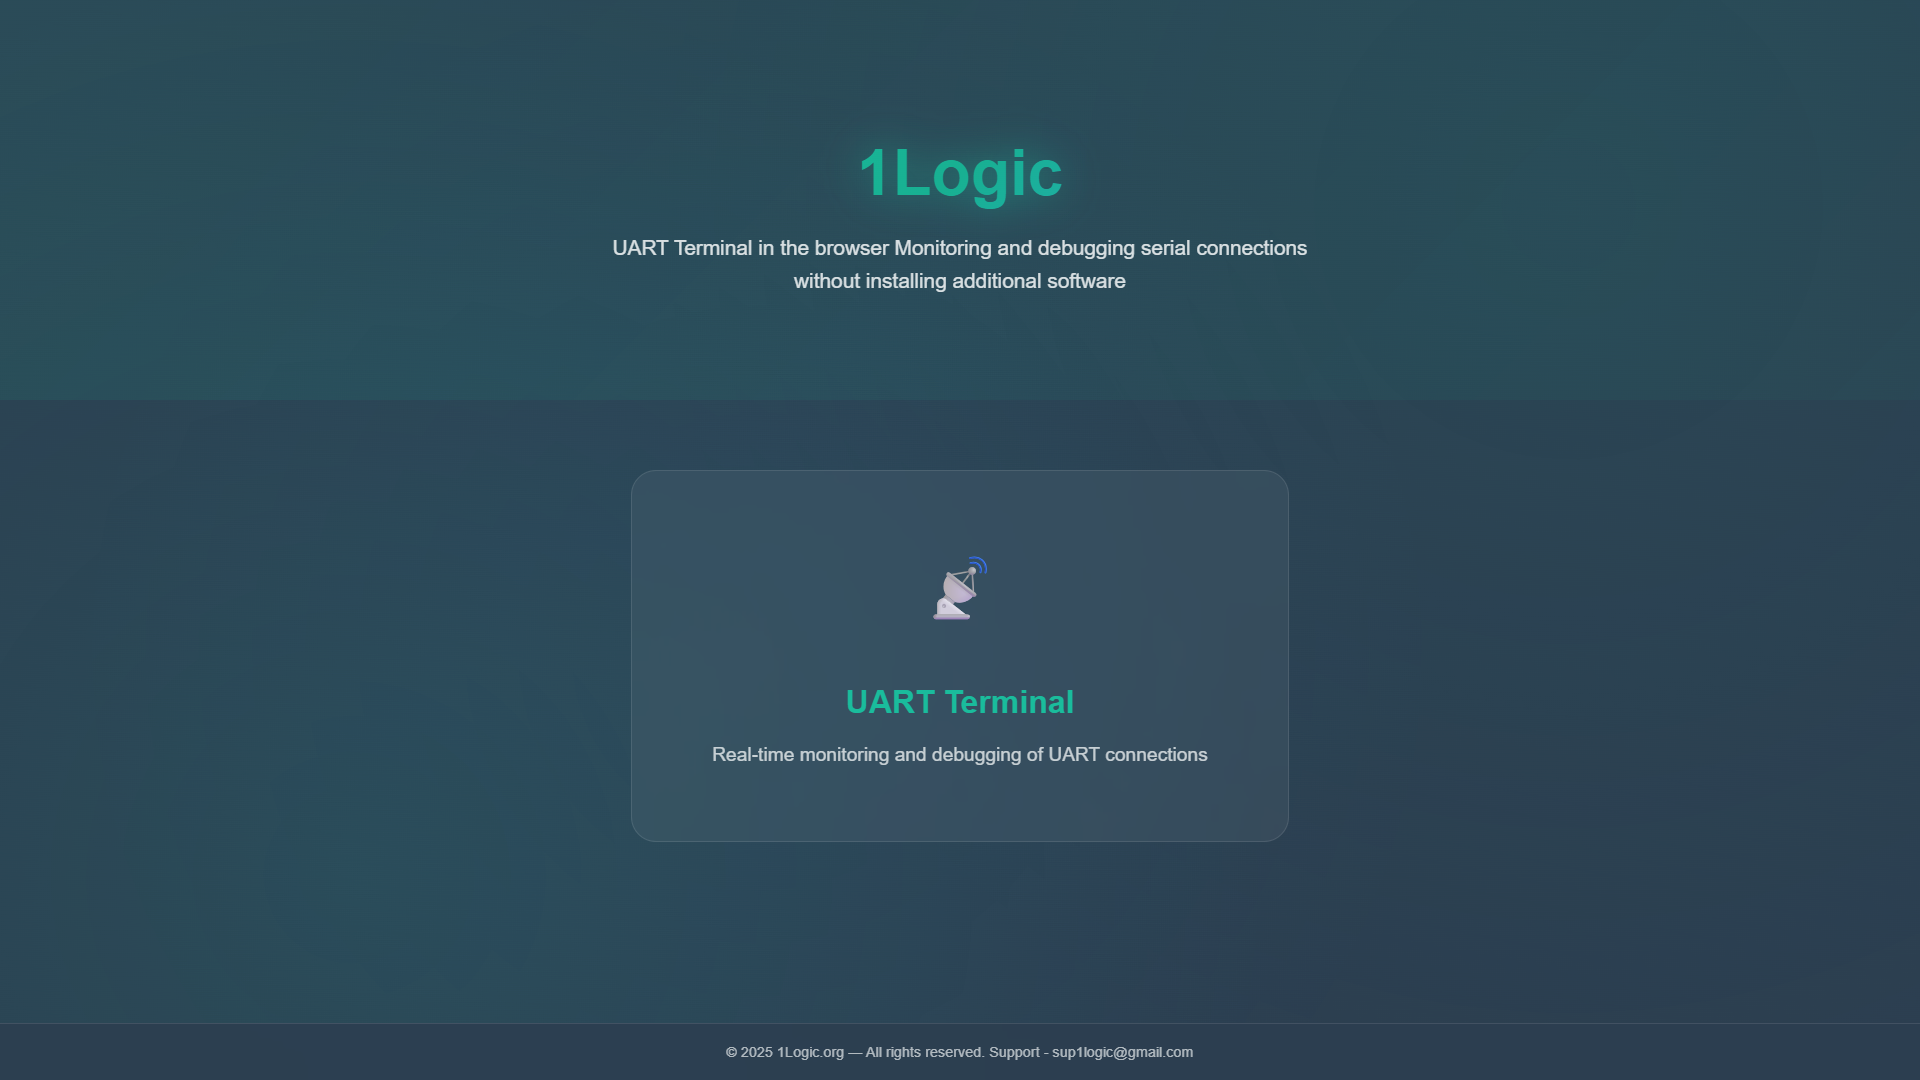 1Logic
UART Terminal in the browser Monitoring and debugging serial connections
without installing additional software
UART Terminal
Real-time monitoring and debugging of UART connections
© 2025 1Logic.org — All rights reserved. Support - sup1logic@gmail.com